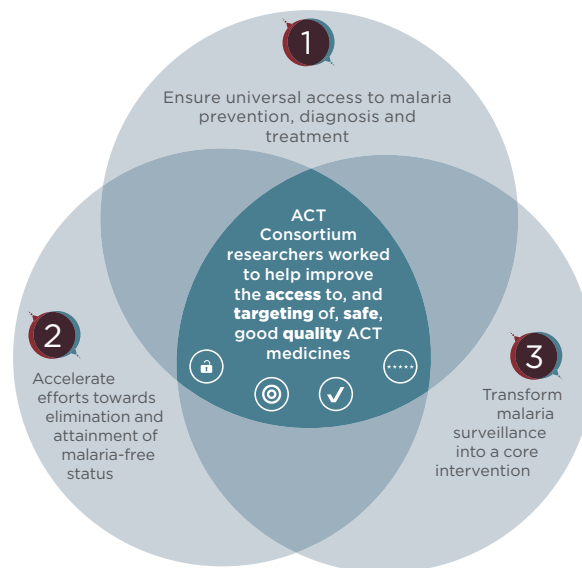 1
Ensure universal access to malaria
prevention, diagnosis and
treatment
ACT
Consortium
researchers worked
to help improve
the access to, and
targeting of, safe,
good quality ACT
medicines
2
Accelerate
efforts towards
elimination and
attainment of
malaria-free
status
3
Transform
malaria
surveillance
into a core
intervention